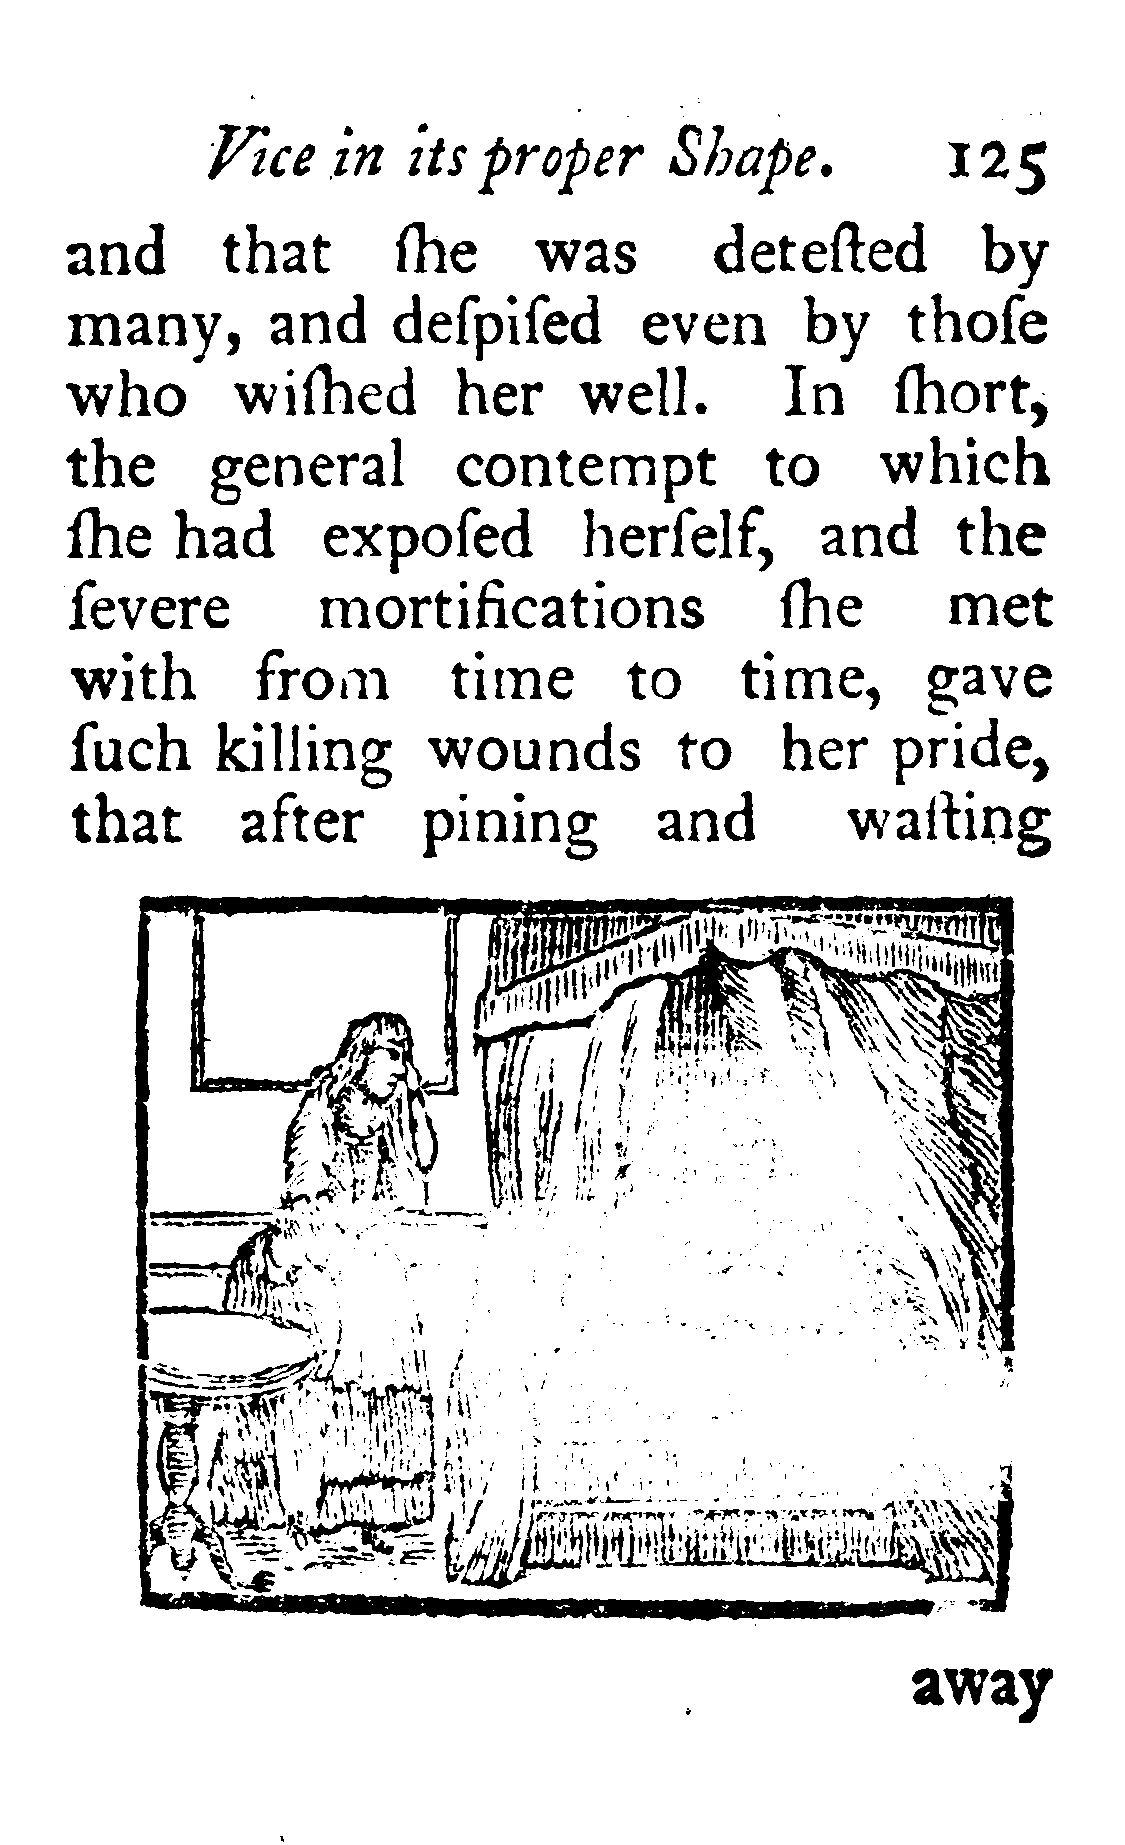 Vice in its proper Shape. 125
and that ſhe was deteſted by
many, and deſpiſed even by thoſe
who wiſhed her well. In ſhort,
the general contempt to which
ſhe had expoſed herſelf, and the
ſevere mortifications ſhe met
with from time to time, gave
ſuch killing wounds to her pride,
that after pining and waſting
away